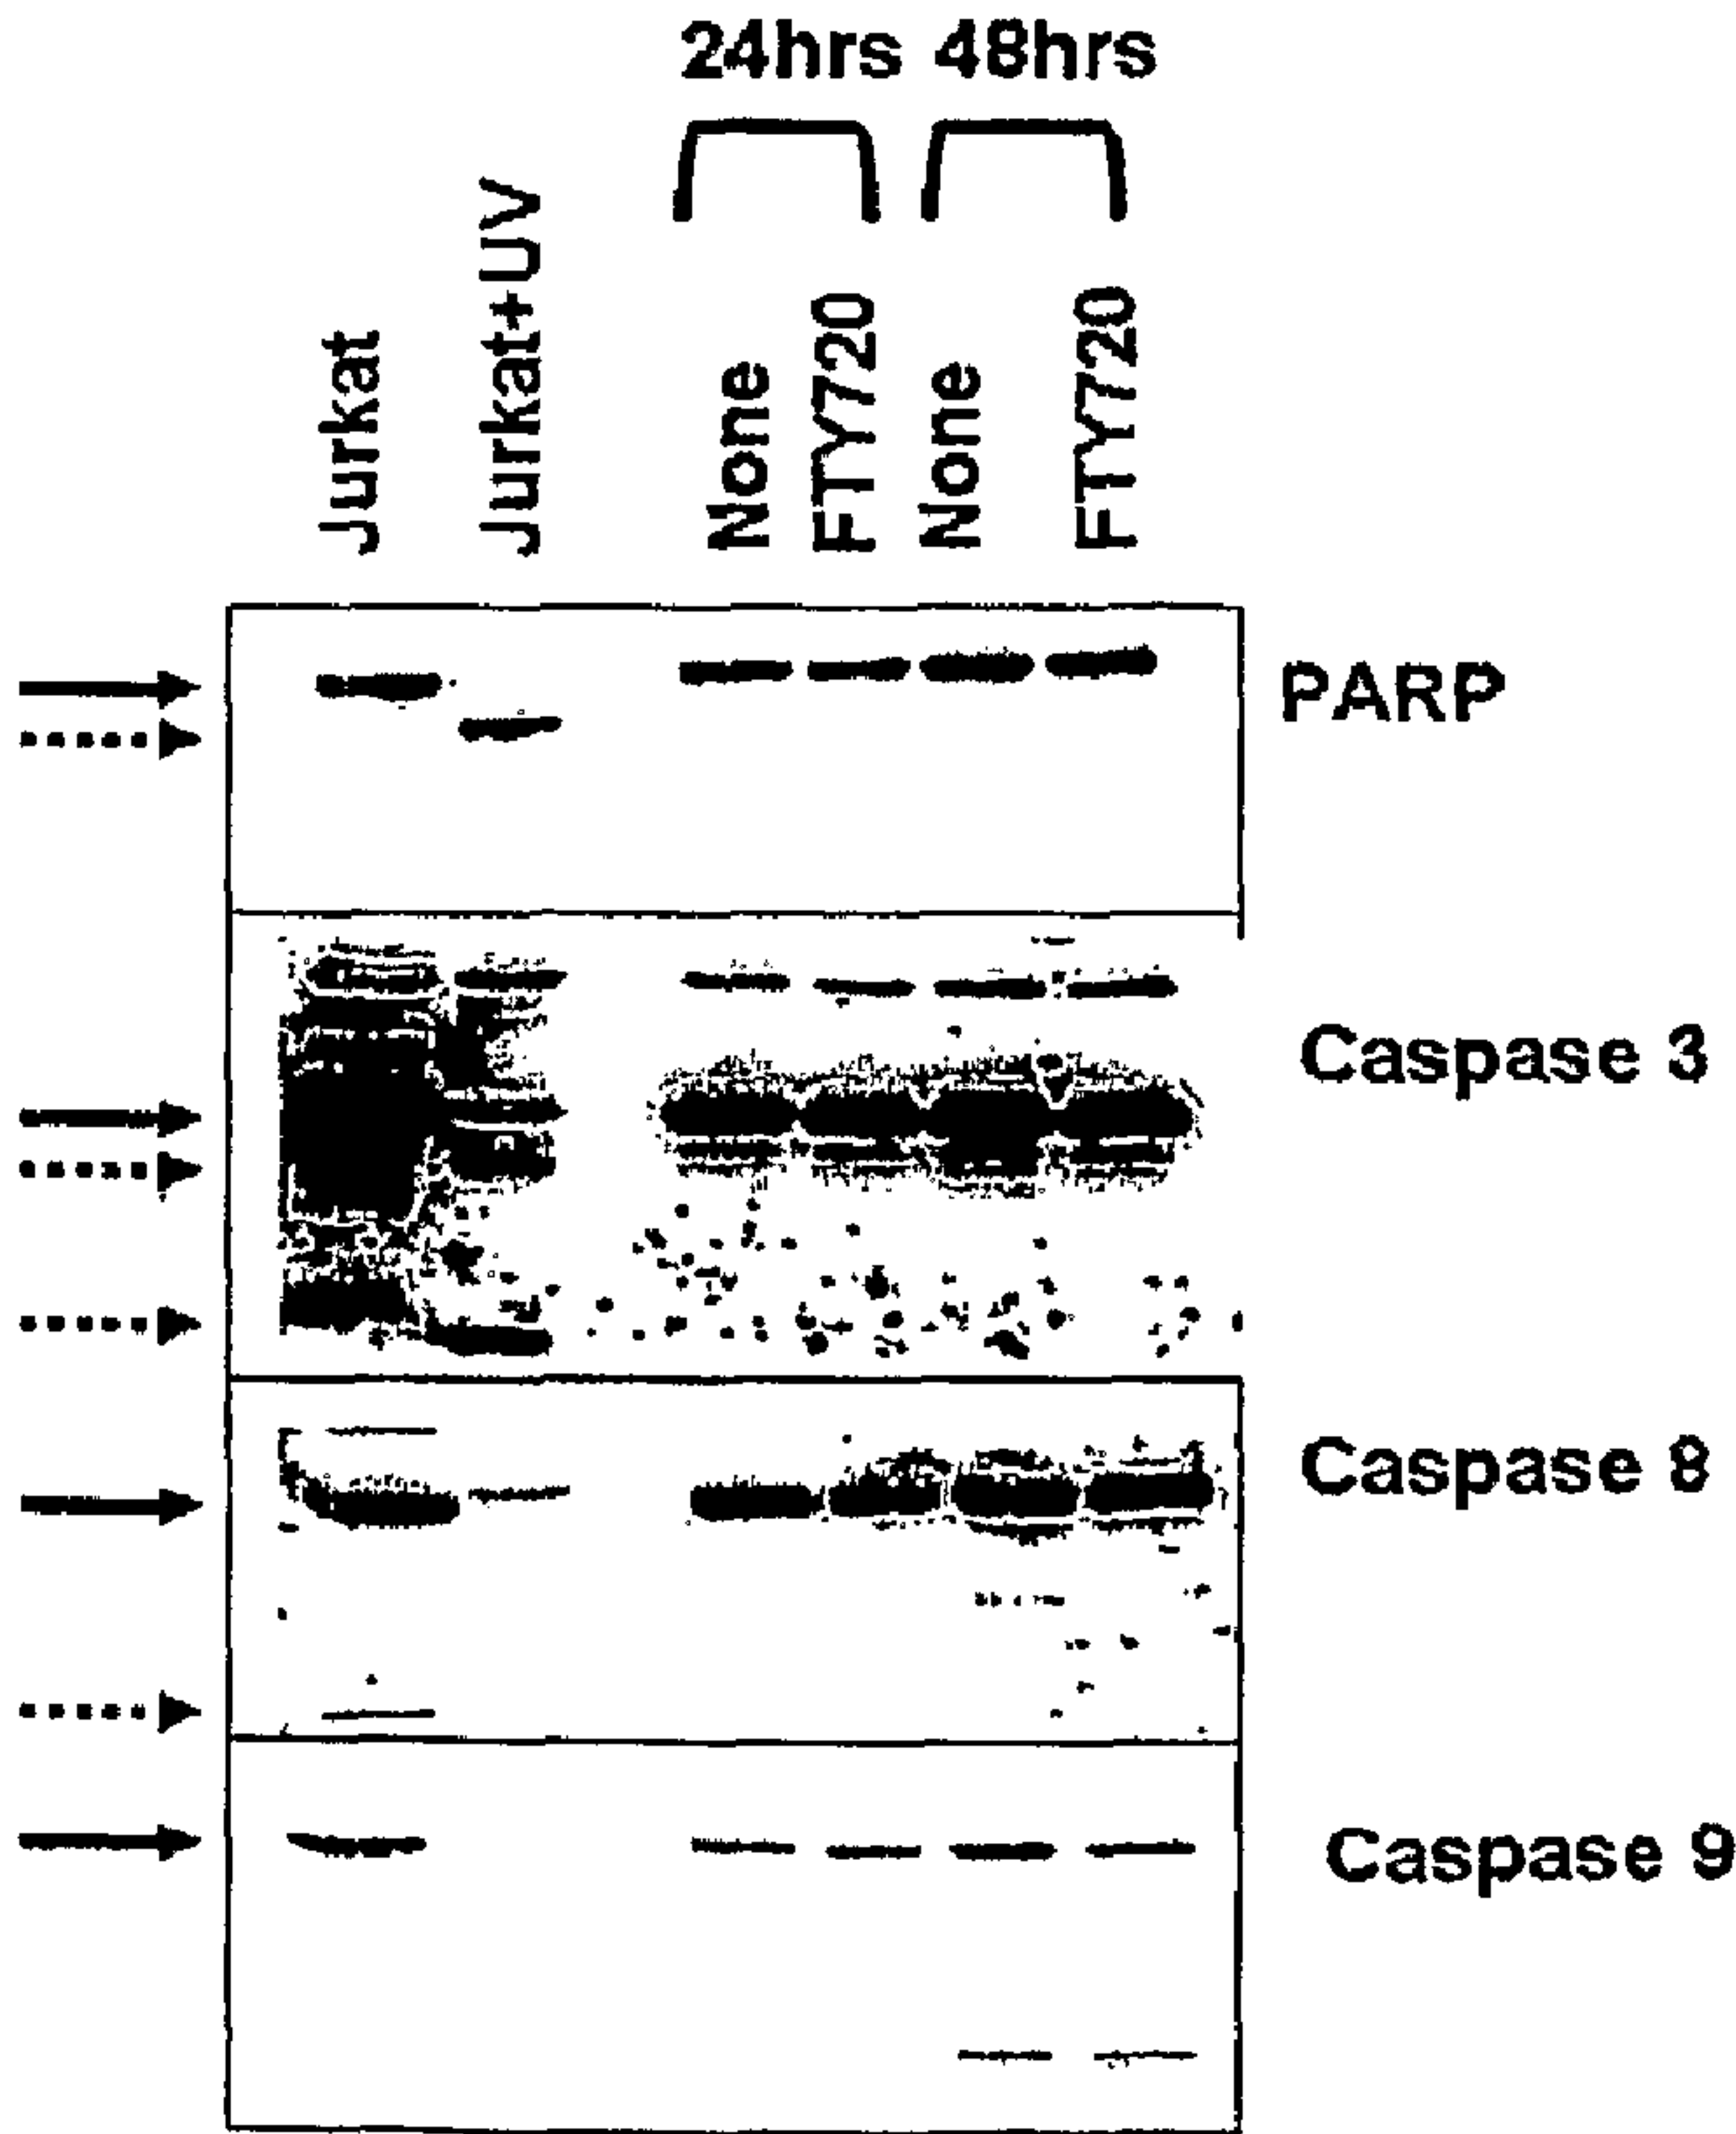 24hrs 48hrs
Jurkat
Jurkat+UV
None
FTY720
None
FTY720
PARP
Caspase 3
Caspase 8
Caspase 9